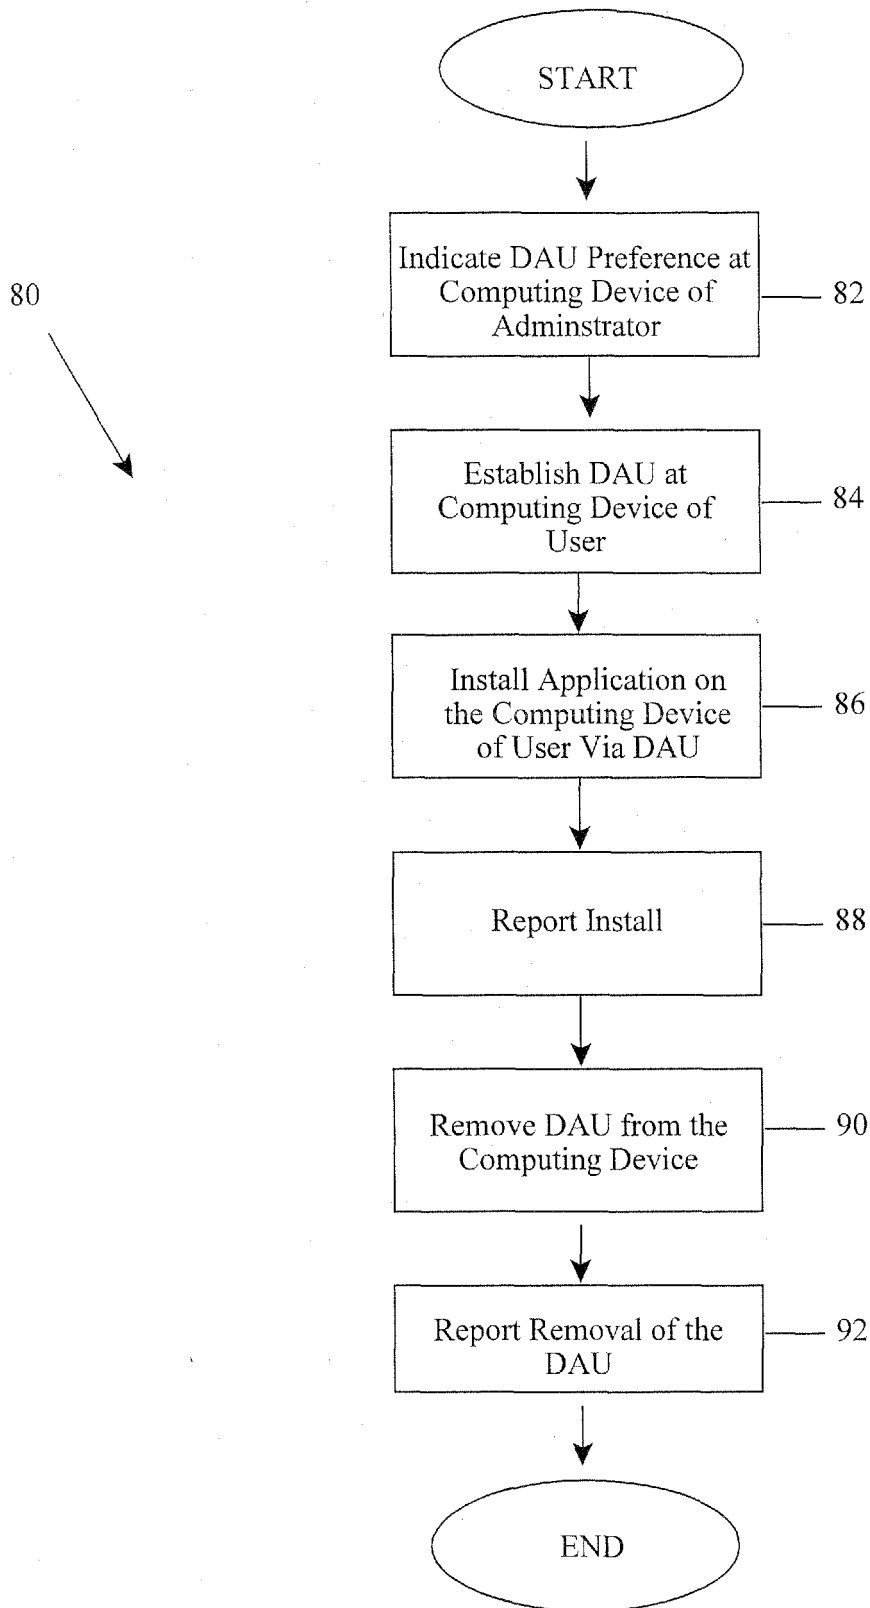 START
80
Indicate DAU Preference at
Computing Device of
Adminstrator
82
Establish DAU at
Computing Device of
User
84
Install Application on
the Computing Device
of User Via DAU
86
Report Install
88
Remove DAU from the
Computing Device
90
Report Removal of the
DAU
92
END